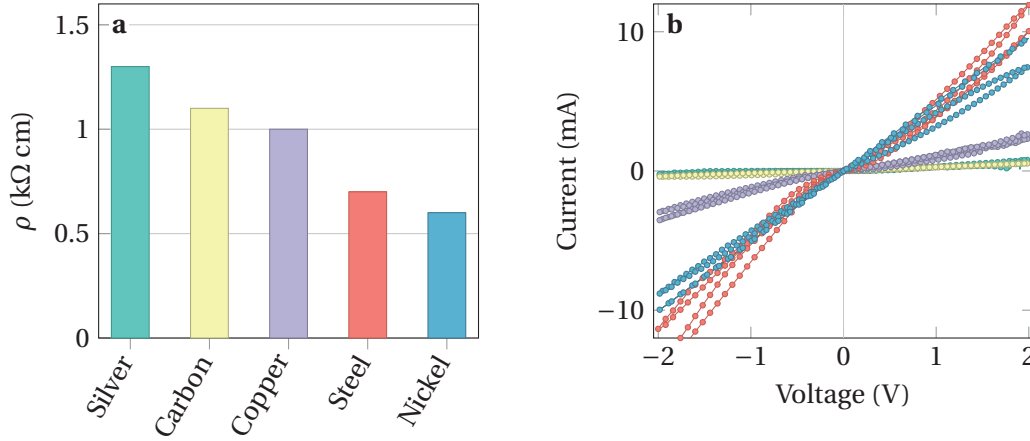 a
1.5
1
0.5
0
ρ (kΩ cm)
Silver
Carbon
Copper
Steel
Nickel
b
10
0
−10
Current (mA)
−2
−1
0
1
2
Voltage (V)